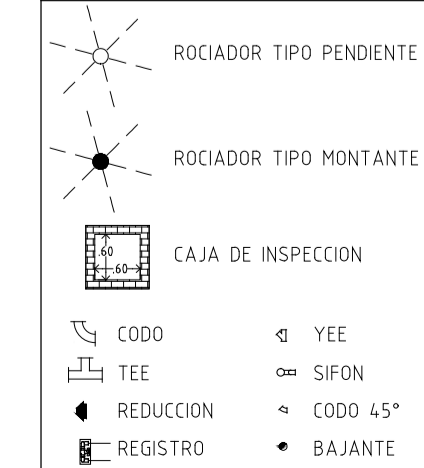 ROCIADOR TIPO PENDIENTE
ROCIADOR TIPO MONTANTE
.60
.60
CAJA DE INSPECCION
CODO
YEE
TEE
SIFON
REDUCCION
CODO 45°
REGISTRO
BAJANTE